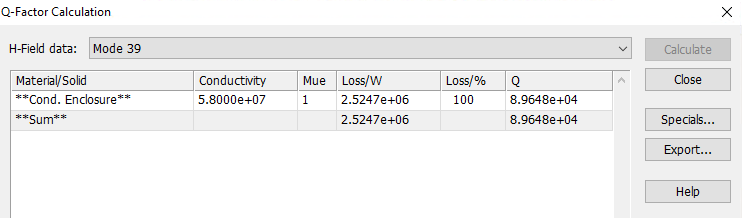 Q-Factor Calculation
H-Field data: Mode 39 Calculate
Material/Solid Conductivity Mue Loss/W Loss/% Q Close
**Cond. Enclosure** 5.8000e+07 1 2.5247e+06 100 8.9648e+04
**Sum** 2.5247e+06 8.9648e+04 Specials...
Export...
Help